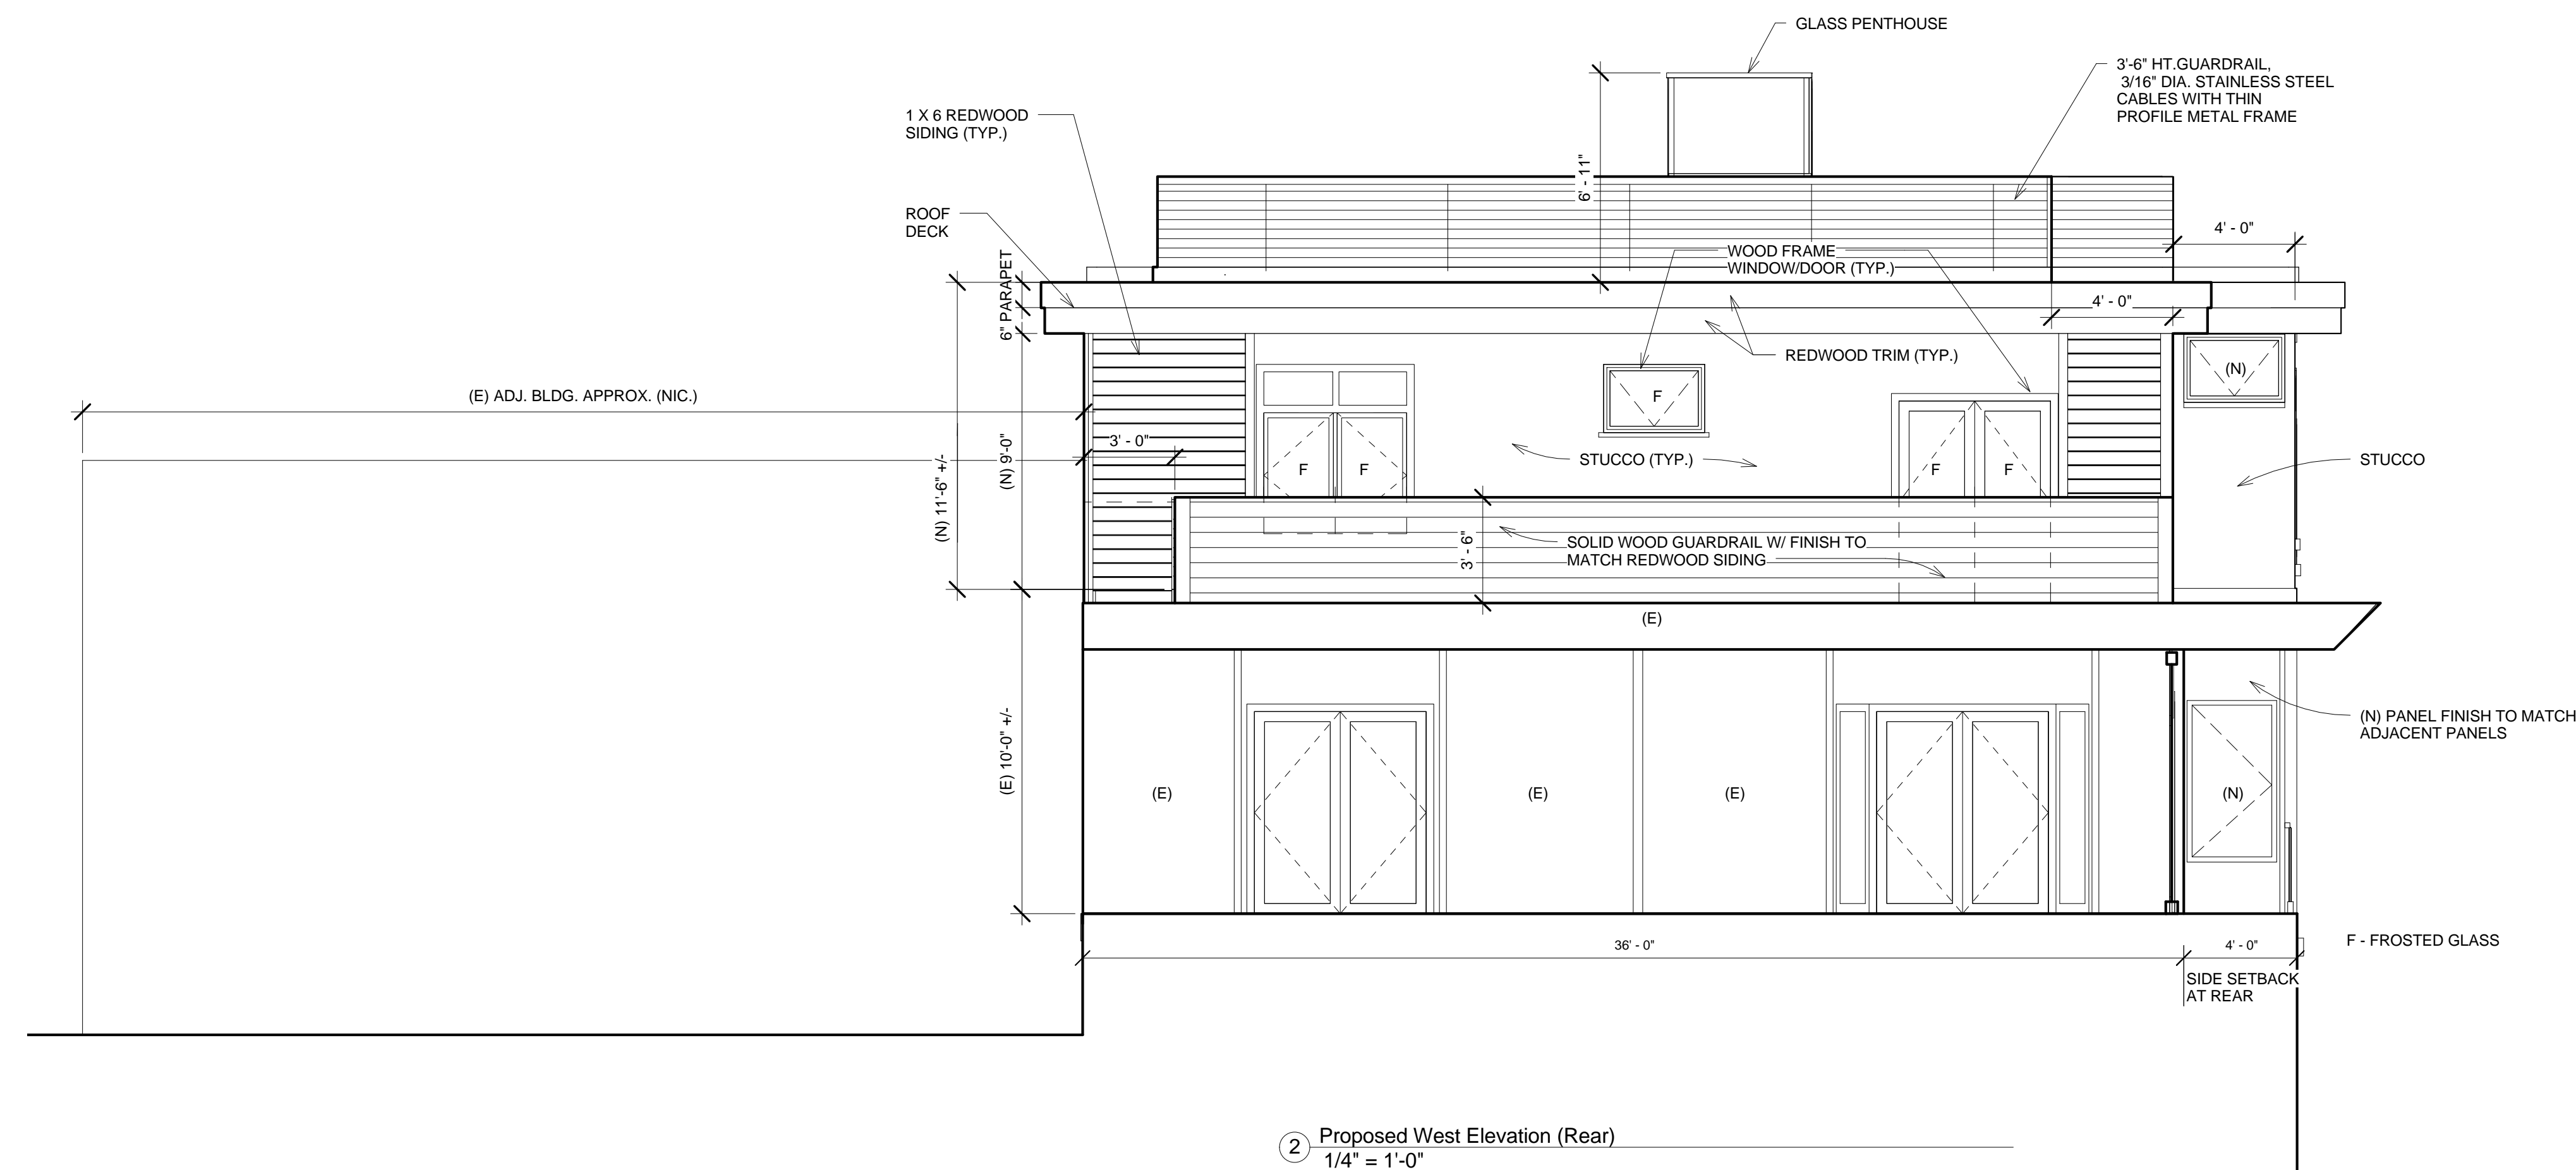 GLASS PENTHOUSE
3'-6" HT.GUARDRAIL,
3/16" DIA. STAINLESS STEEL
CABLES WITH THIN
PROFILE METAL FRAME
1 X 6 REDWOOD
SIDING (TYP.)
6' - 11"
ROOF
DECK
4' - 0"
WOOD FRAME
WINDOW/DOOR (TYP.)
6" PARAPET
4' - 0"
REDWOOD TRIM (TYP.)
(N)
(E) ADJ. BLDG. APPROX. (NIC.)
F
3' - 0"
STUCCO (TYP.)
STUCCO
F
F
F
F
(N) 11'-6" +/-
(N) 9'-0"
3' - 6"
SOLID WOOD GUARDRAIL W/ FINISH TO
MATCH REDWOOD SIDING
(E)
(N) PANEL FINISH TO MATCH
ADJACENT PANELS
(E) 10'-0" +/-
(E)
(E)
(E)
(N)
36' - 0"
4' - 0"
F - FROSTED GLASS
SIDE SETBACK
AT REAR
2
Proposed West Elevation (Rear)
1/4" = 1'-0"